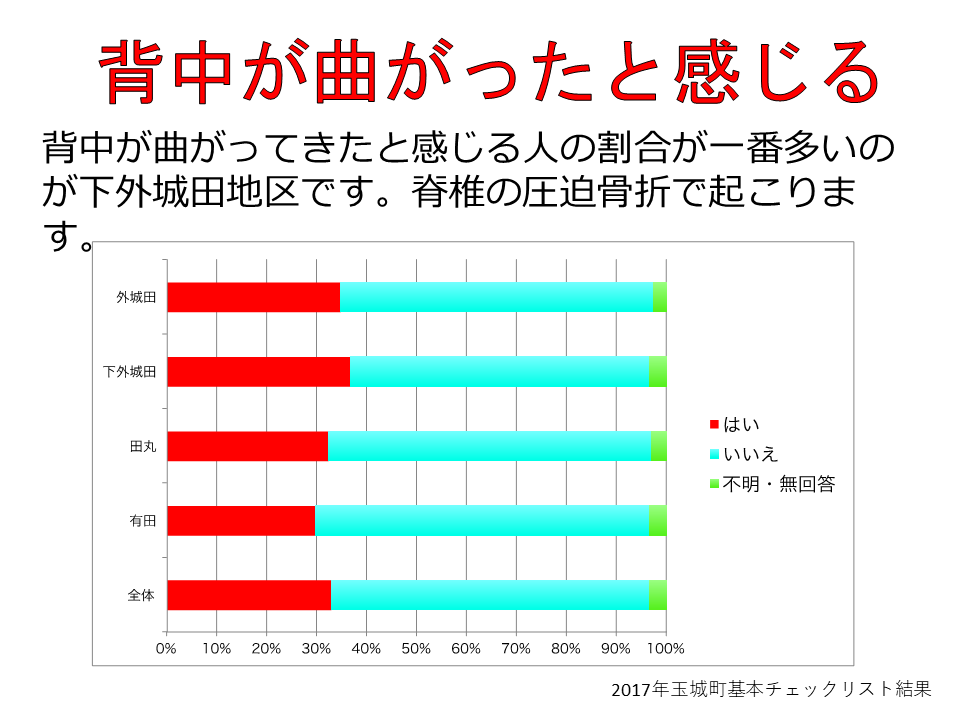 背中が曲がったと感じる
背中が曲がってきたと感じる人の割合が一番多いの
が下外城田地区です。脊椎の圧迫骨折で起こりま
す。
外城田
下外城田
田丸
有田
全体
0% 10% 20% 30% 40% 50% 60% 70% 80% 90% 100%
はい
いいえ
不明・無回答
2017年玉城町基本チェックリスト結果